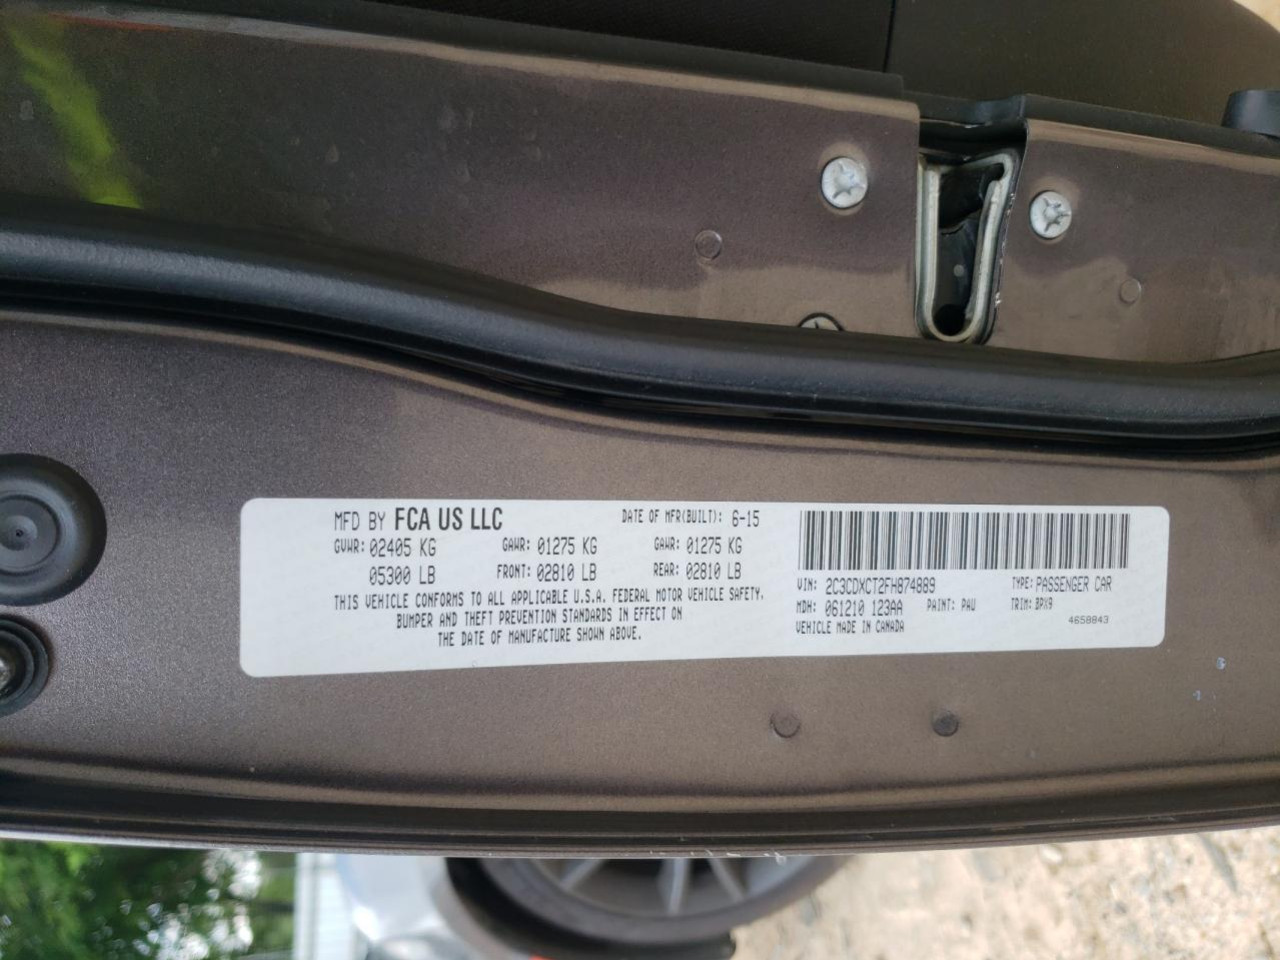 MFD BY FCA US LLC DATE OF MFR(BUILT): 6-15
GVWR: 02405 KG GAWR: 01275 KG GAWR: 01275 KG
05300 LB FRONT: 02810 LB REAR: 02810 LB
THIS VEHICLE CONFORMS TO ALL APPLICABLE U.S.A. FEDERAL MOTOR VEHICLE SAFETY,
BUMPER AND THEFT PREVENTION STANDARDS IN EFFECT ON
THE DATE OF MANUFACTURE SHOWN ABOVE.
VIN: 2C3CDXCT2FH874889 TYPE: PASSENGER CAR
MDH: 061210 123AA PAINT: PAU TRIM: BPX9
VEHICLE MADE IN CANADA 4658843